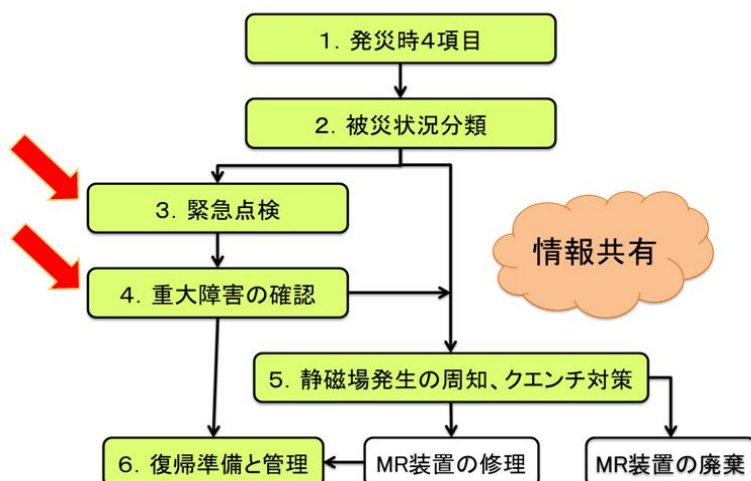 １．発災時４項目
２．被災状況分類
３．緊急点検
４．重大障害の確認
情報共有
５．静磁場発生の周知、クエンチ対策
６．復帰準備と管理
MR装置の修理
MR装置の廃棄